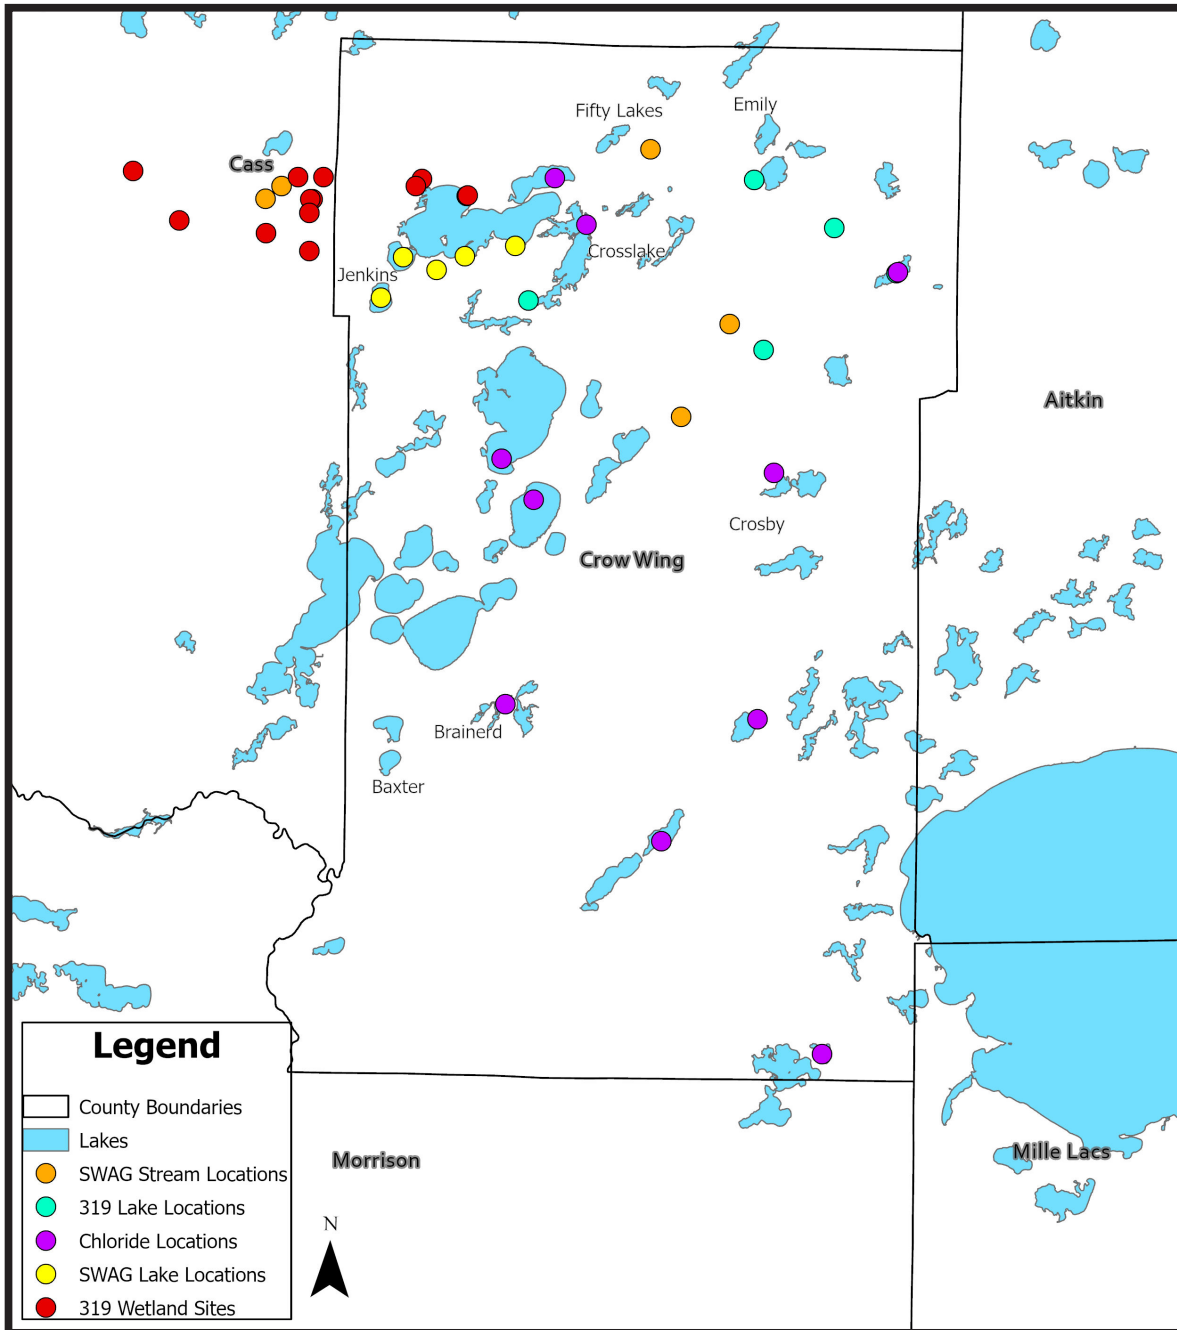 Fifty Lakes
Emily
Cass
Crosslake
Jenkins
Aitkin
Crosby
Crow Wing
Brainerd
Baxter
Legend
County Boundaries
Lakes
SWAG Stream Locations
319 Lake Locations
Chloride Locations
SWAG Lake Locations
319 Wetland Sites
Morrison
Mille Lacs
N